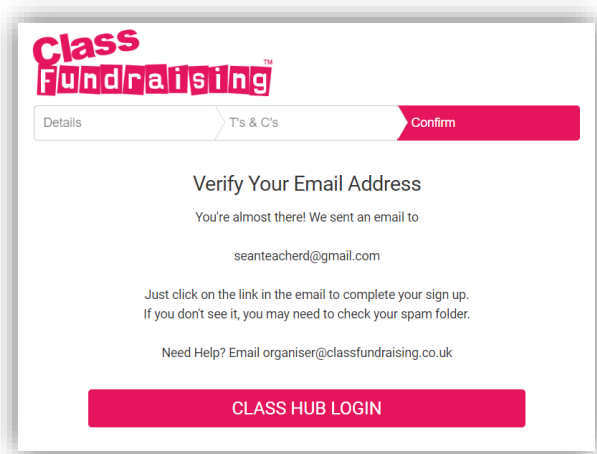 Class
Fundraising™
Details
T's & C's
Confirm
Verify Your Email Address
You're almost there! We sent an email to
seanteacherd@gmail.com
Just click on the link in the email to complete your sign up.
If you don't see it, you may need to check your spam folder.
Need Help? Email organiser@classfundraising.co.uk
CLASS HUB LOGIN